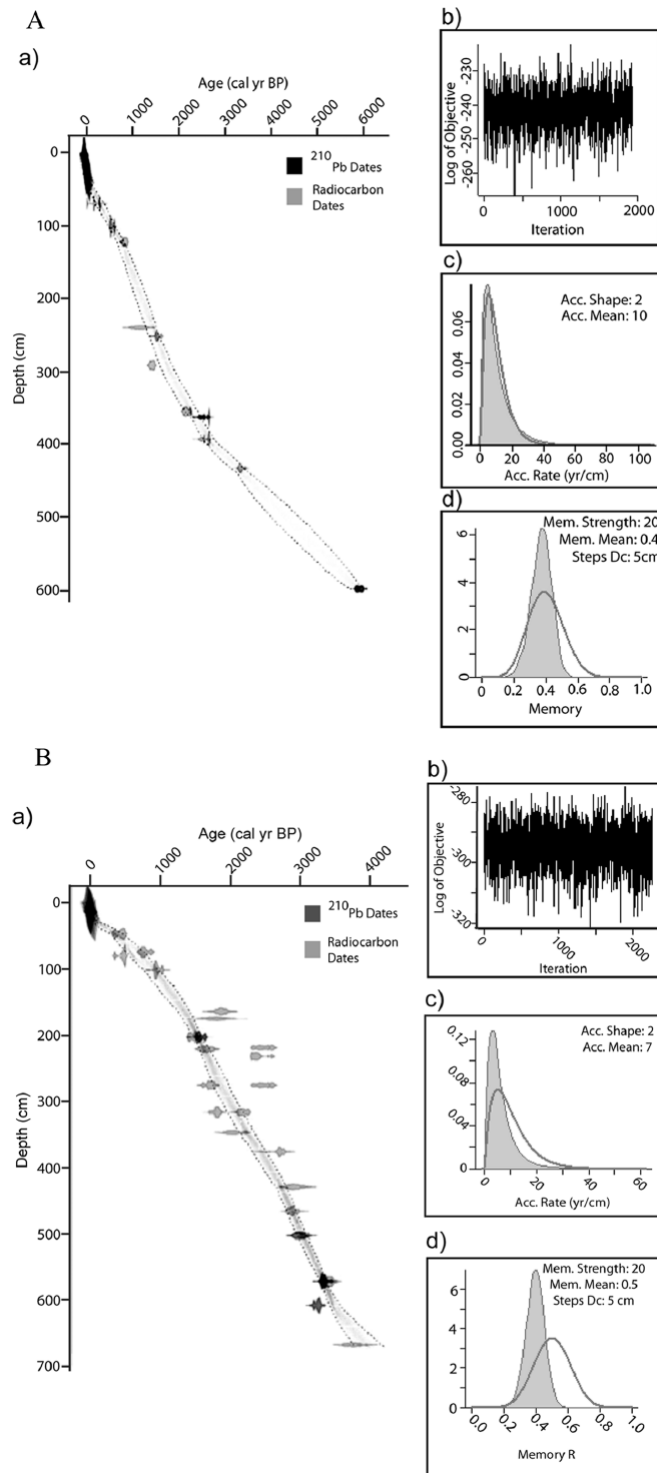 A
a)
Age (cal yr BP)
0
1000
2000
3000
4000
5000
6000
Depth (cm)
0
100
200
300
400
500
600
210Pb Dates
Radiocarbon
Dates
b)
Log of Objective
-230
-240
-250
-260
0
1000
2000
Iteration
c)
Acc. Shape: 2
Acc. Mean: 10
0.06
0.04
0.02
0.00
0
20
40
60
80
100
Acc. Rate (yr/cm)
d)
Mem. Strength: 20
Mem. Mean: 0.4
Steps Dc: 5cm
6
4
2
0
0
0.2
0.4
0.6
0.8
1.0
Memory
B
a)
Age (cal yr BP)
0
1000
2000
3000
4000
Depth (cm)
0
100
200
300
400
500
600
700
210Pb Dates
Radiocarbon
Dates
b)
Log of Objective
-280
-300
-320
0
1000
2000
Iteration
c)
Acc. Shape: 2
Acc. Mean: 7
0.12
0.08
0.04
0
0
20
40
60
Acc. Rate (yr/cm)
d)
Mem. Strength: 20
Mem. Mean: 0.5
Steps Dc: 5 cm
6
4
2
0
0.0
0.2
0.4
0.6
0.8
1.0
Memory R